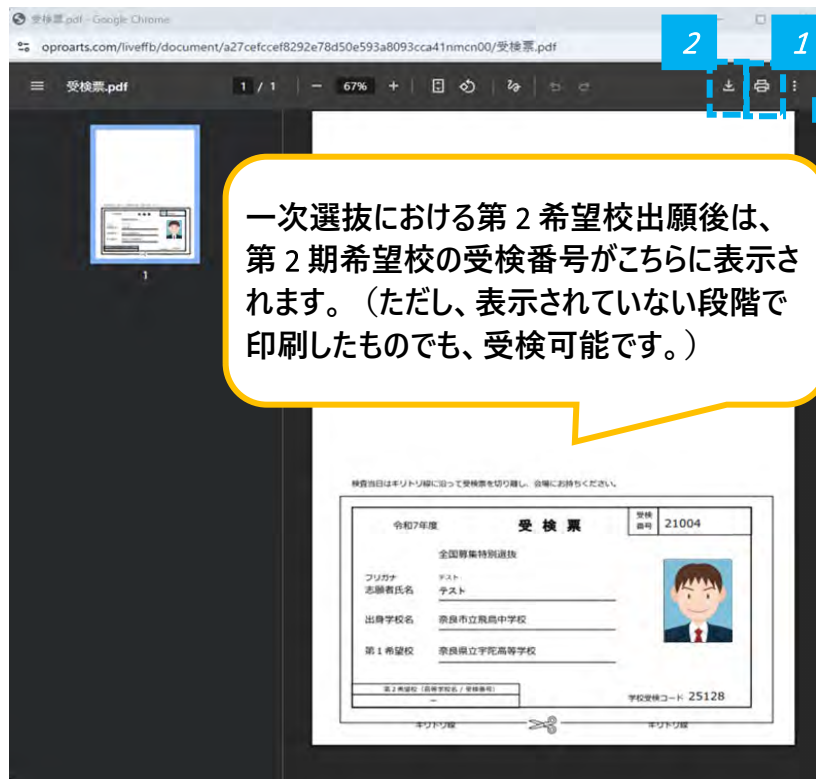 受検票.pdf - Google Chrome
oproarts.com/liveffb/document/a27cefccef8292e78d50e593a8093cca41nmcn00/受検票.pdf
2
1
受検票.pdf
1 / 1
67%
一次選抜における第2希望校出願後は、
第2期希望校の受検番号がこちらに表示さ
れます。（ただし、表示されていない段階で
印刷したものでも、受検可能です。）
1
検査当日はキリトリ線に沿って受検票を切り離し、会場にお持ちください。
令和7年度 受検票 受検番号 21004
全国募集特別選抜
フリガナ テスト
志願者氏名 テスト
出身学校名 奈良市立飛鳥中学校
第1希望校 奈良県立宇陀高等学校
第2希望校（高等学校名 / 受検番号）
－
学校受検コード 25128
キリトリ線 キリトリ線